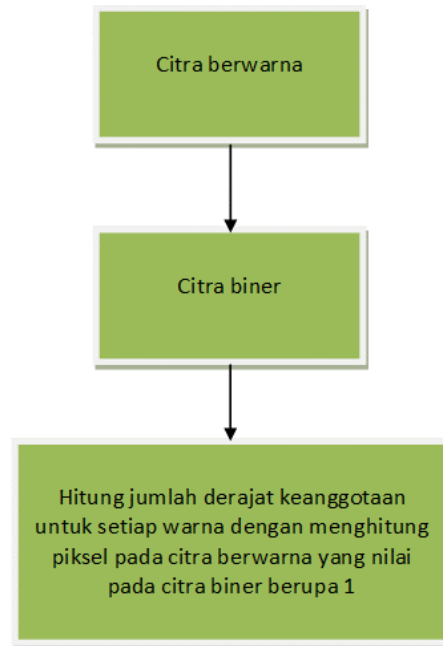 Citra berwarna
Citra biner
Hitung jumlah derajat keanggotaan
untuk setiap warna dengan menghitung
piksel pada citra berwarna yang nilai
pada citra biner berupa 1